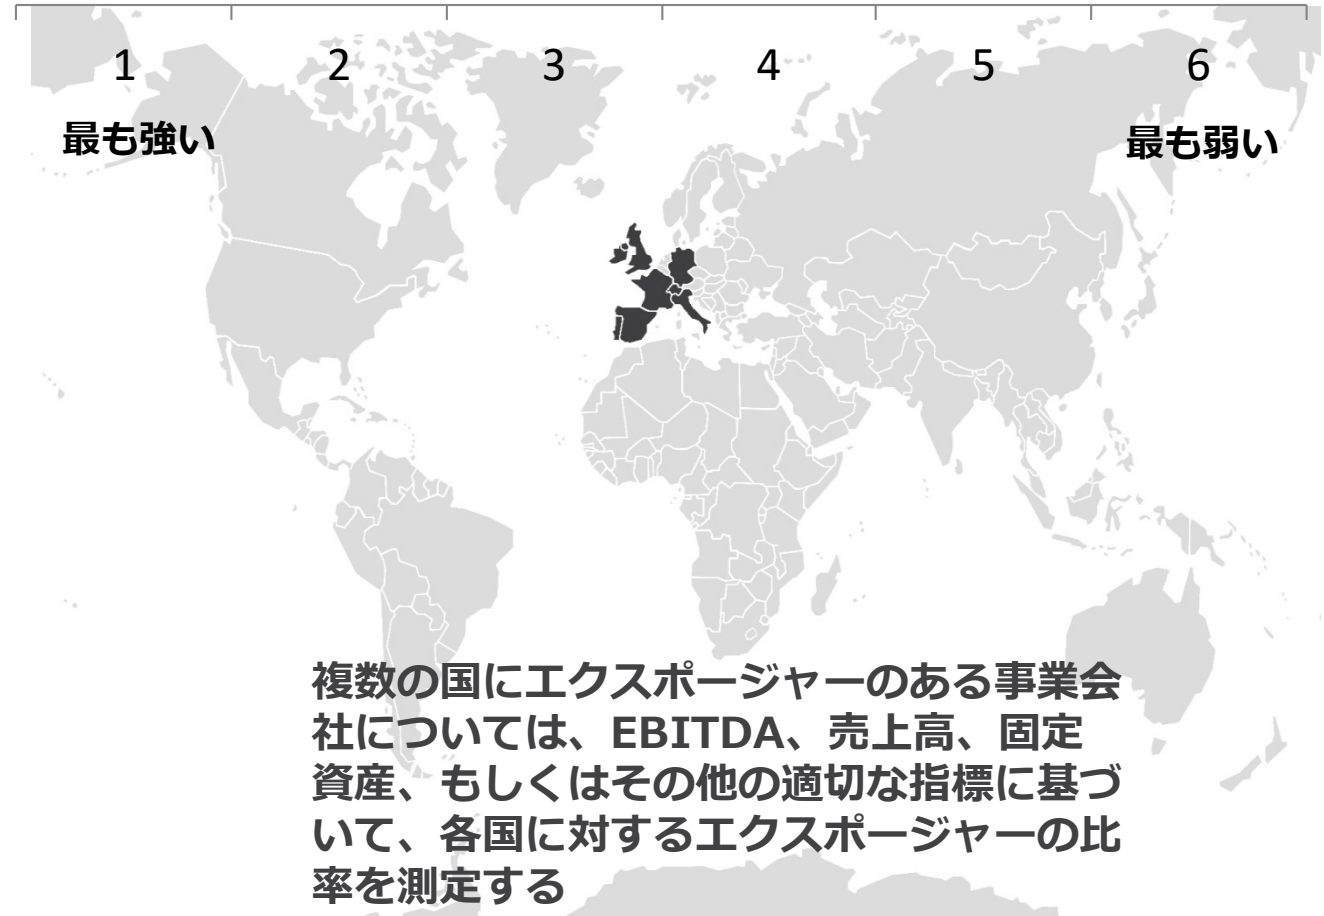 1 2 3 4 5 6
最も強い 最も弱い
複数の国にエクスポージャーのある事業会
社については、EBITDA、売上高、固定
資産、もしくはその他の適切な指標に基づ
いて、各国に対するエクスポージャーの比
率を測定する